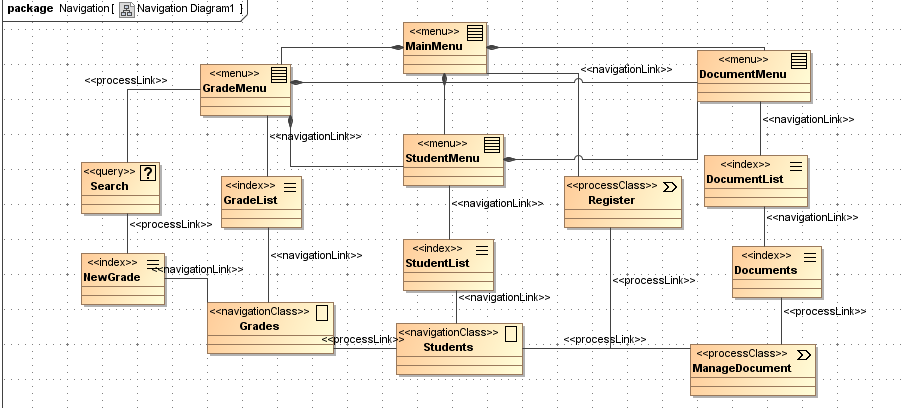 package Navigation[ Navigation Diagram1 ]
<<menu>>
MainMenu
<<menu>>
GradeMenu
<<navigationLink>>
<<menu>>
DocumentMenu
<<processLink>>
<<navigationLink>>
<<navigationLink>>
<<menu>>
StudentMenu
<<query>>
Search
?
<<index>>
GradeList
<<processClass>>
Register
<<index>>
DocumentList
<<navigationLink>>
<<processLink>>
<<navigationLink>>
<<index>>
NewGrade
<<navigationLink>>
<<navigationLink>>
<<index>>
StudentList
<<index>>
Documents
<<processLink>>
<<navigationLink>>
<<navigationClass>>
Grades
<<processLink>>
<<processLink>>
<<navigationClass>>
Students
<<processLink>>
<<processClass>>
ManageDocument